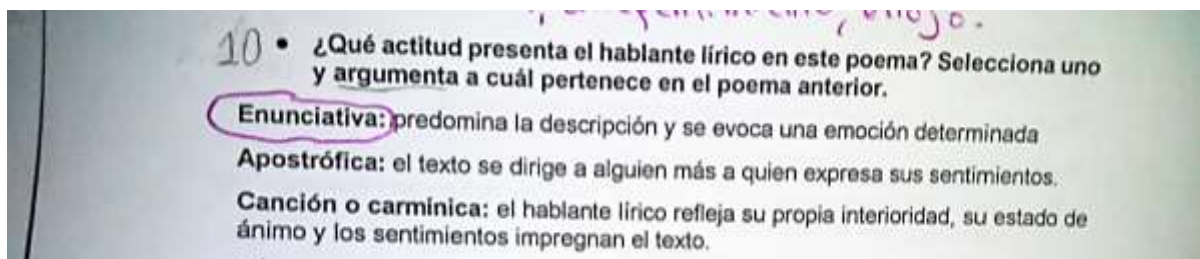 enojo.
10 • ¿Qué actitud presenta el hablante lírico en este poema? Selecciona uno
y argumenta a cuál pertenece en el poema anterior.
Enunciativa: predomina la descripción y se evoca una emoción determinada
Apostrófica: el texto se dirige a alguien más a quien expresa sus sentimientos.
Canción o carmínica: el hablante lírico refleja su propia interioridad, su estado de
ánimo y los sentimientos impregnan el texto.